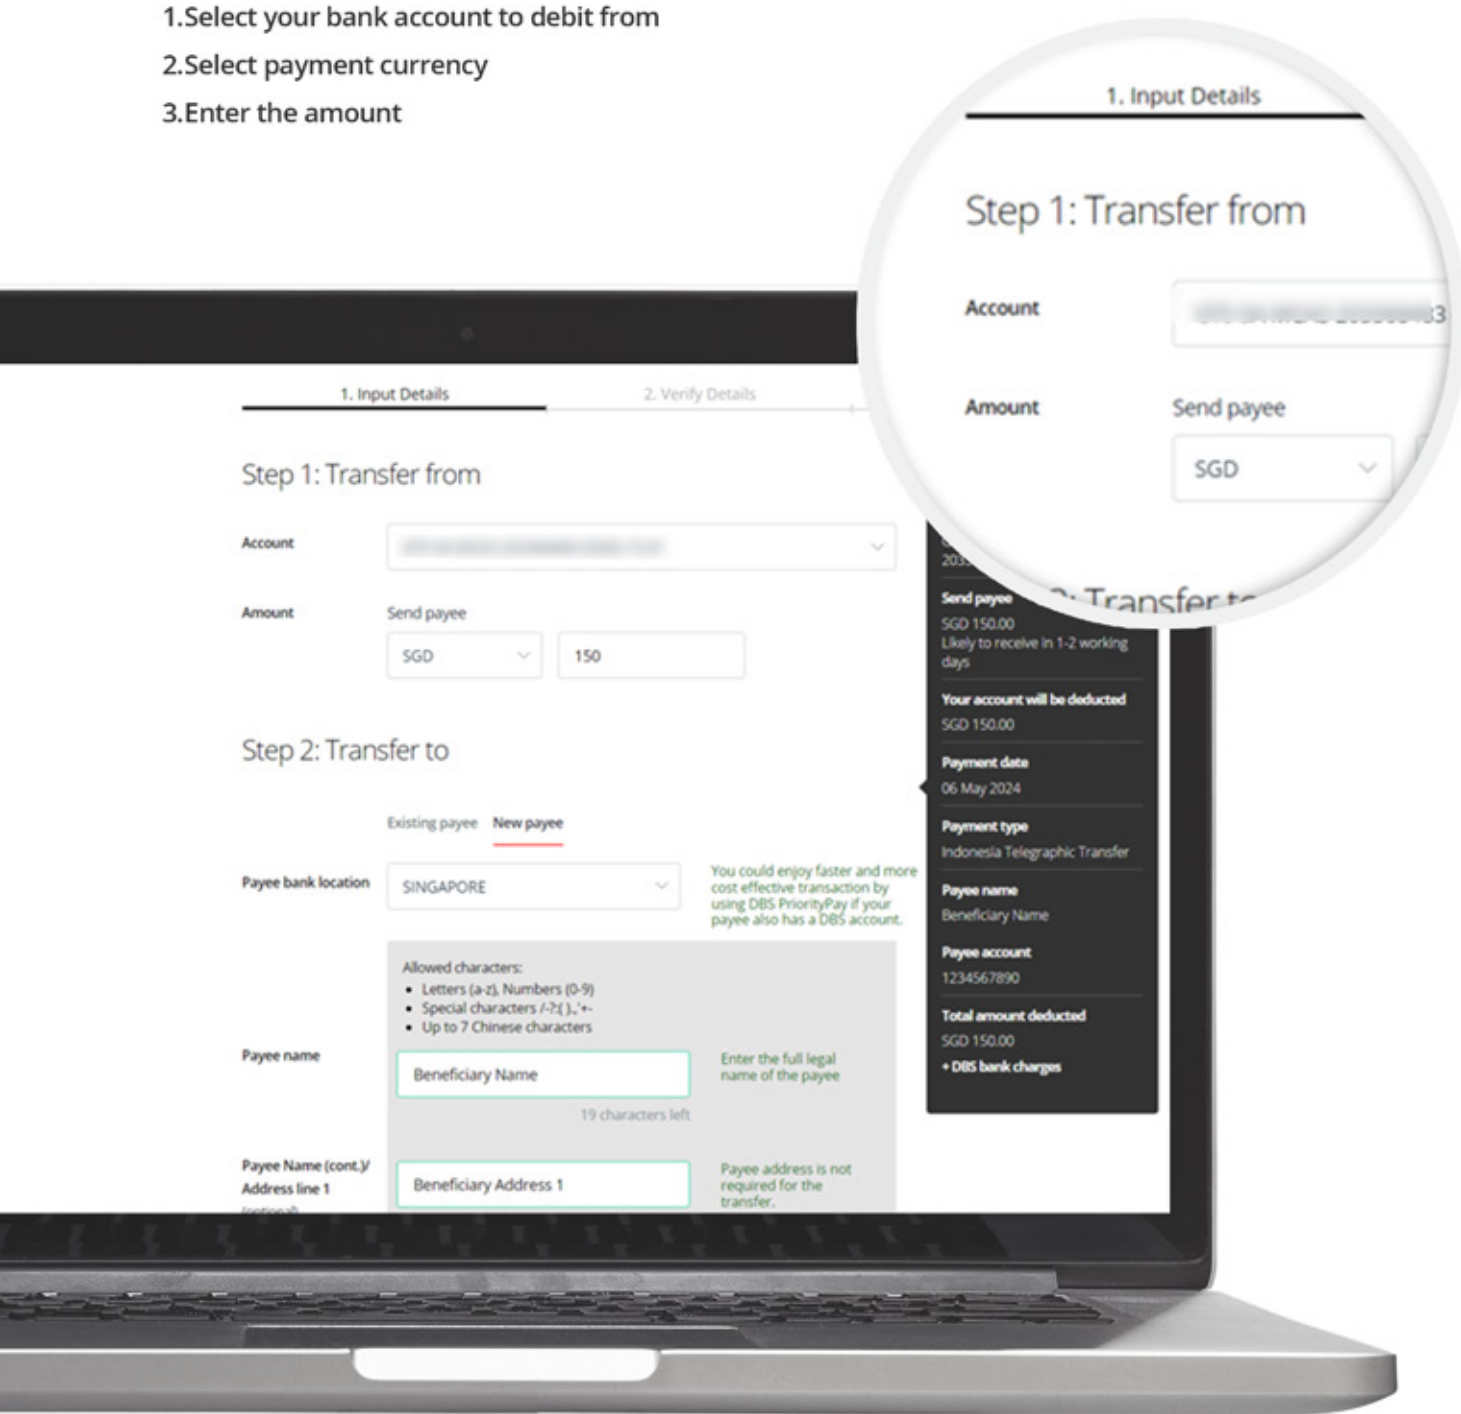 1.Select your bank account to debit from
2.Select payment currency
3.Enter the amount
1. Input Details
Step 1: Transfer from
Account
Amount
Send payee
SGD
Transfer
1. Input Details
2. Verify Details
Step 1: Transfer from
Account
Amount
Send payee
SGD
150
Step 2: Transfer to
Existing payee
New payee
Payee bank location
SINGAPORE
You could enjoy faster and more
cost effective transaction by
using DBS PriorityPay if your
payee also has a DBS account.
Allowed characters:
• Letters (a-z), Numbers (0-9)
• Special characters /-?:( ).,'+-
• Up to 7 Chinese characters
Payee name
Beneficiary Name
Enter the full legal
name of the payee
19 characters left
Payee Name (cont.)/
Address line 1
(optional)
Beneficiary Address 1
Payee address is not
required for the
transfer.
Send payee
SGD 150.00
Likely to receive in 1-2 working
days
Your account will be deducted
SGD 150.00
Payment date
06 May 2024
Payment type
Indonesia Telegraphic Transfer
Payee name
Beneficiary Name
Payee account
1234567890
Total amount deducted
SGD 150.00
+ DBS bank charges